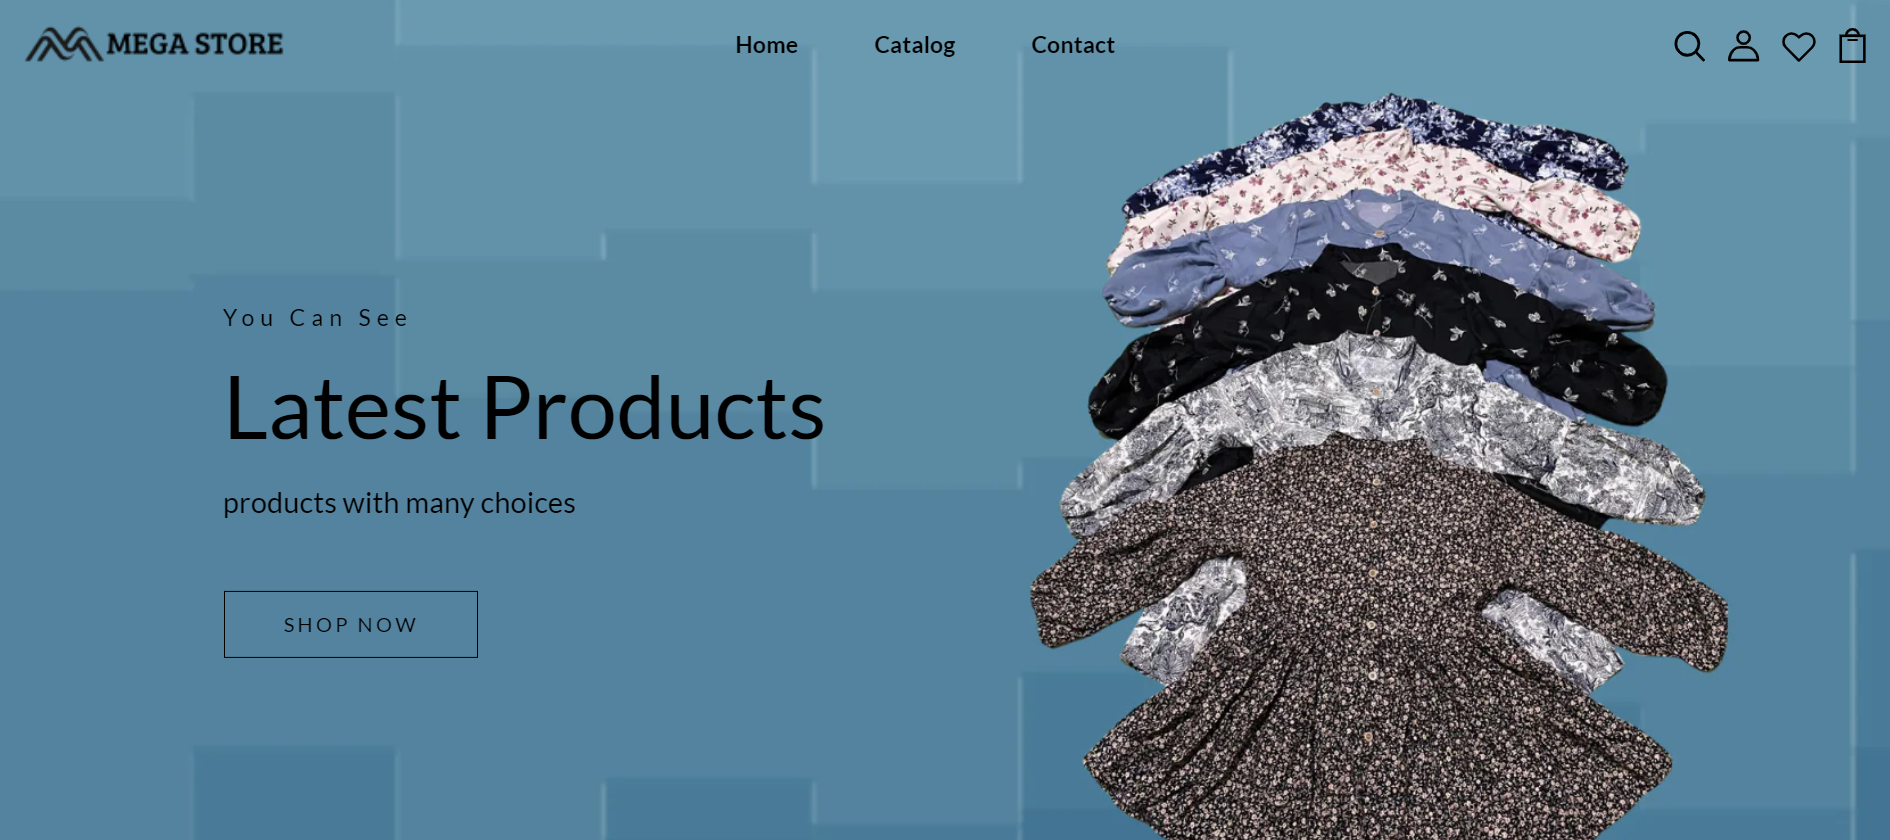 MEGA STORE
Home
Catalog
Contact
You Can See
Latest Products
products with many choices
SHOP NOW